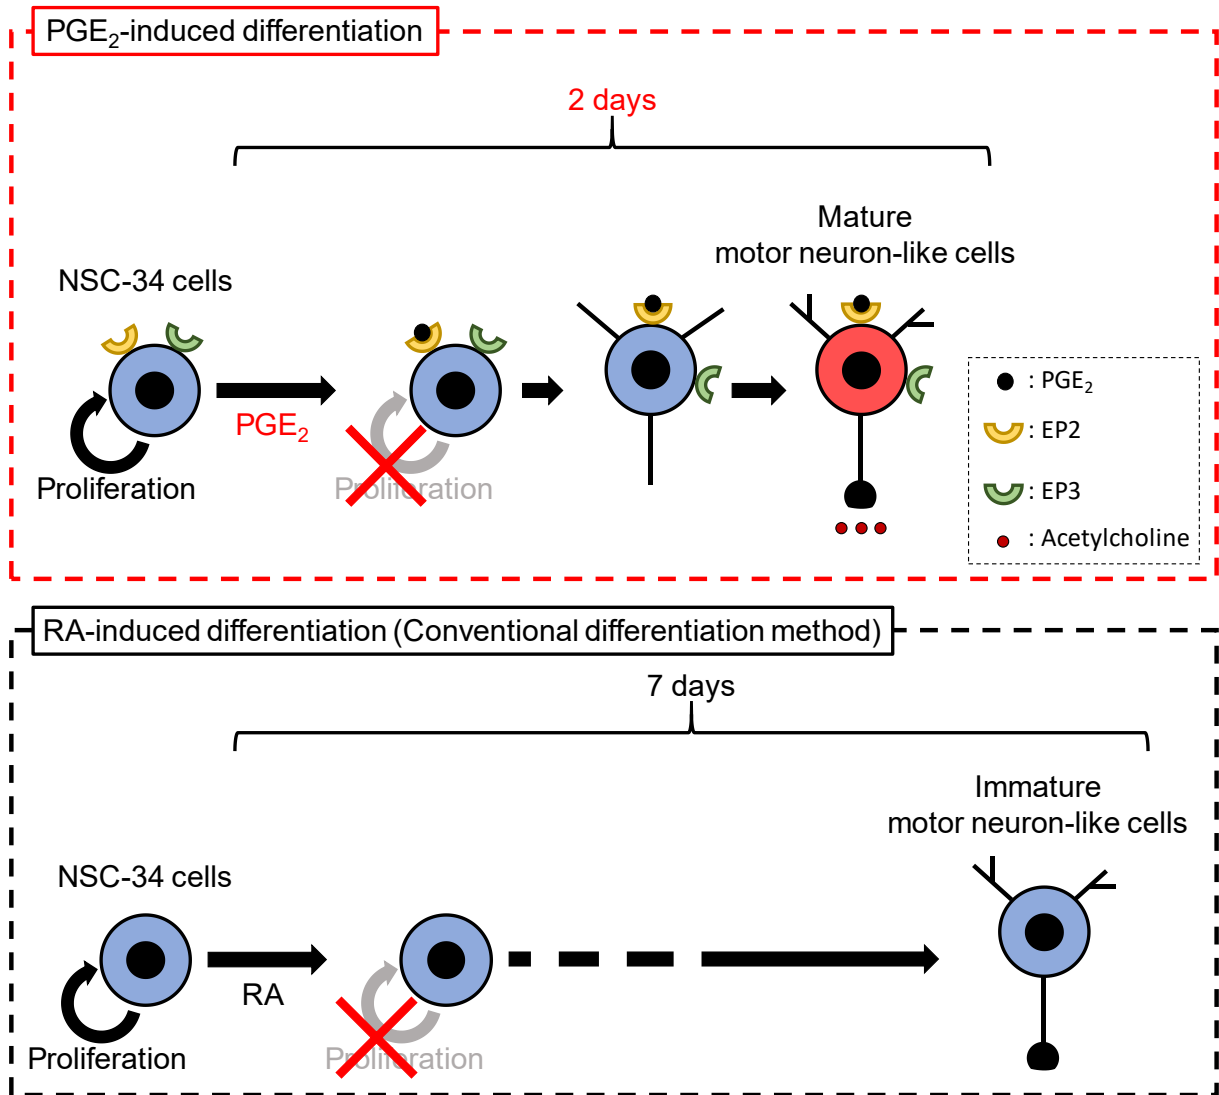 PGE₂-induced differentiation
2 days
Mature
motor neuron-like cells
NSC-34 cells
PGE₂
Proliferation
Proliferation
: PGE₂
: EP2
: EP3
: Acetylcholine
RA-induced differentiation (Conventional differentiation method)
7 days
Immature
motor neuron-like cells
NSC-34 cells
RA
Proliferation
Proliferation